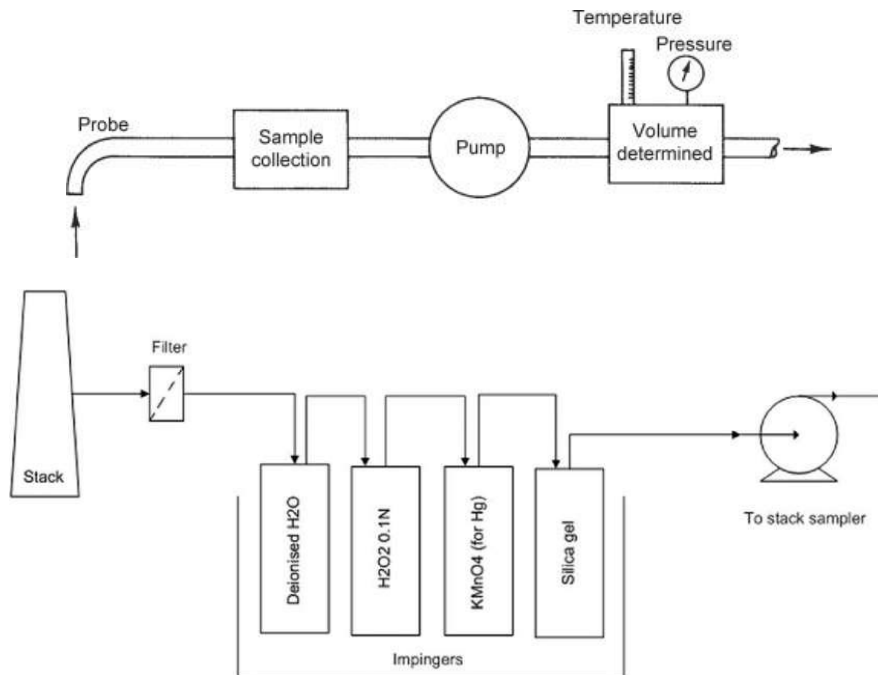 Temperature
Pressure
Probe
Sample
collection
Pump
Volume
determined
Filter
Stack
Deionised H2O
H2O2 0.1N
KMnO4 (for Hg)
Silica gel
To stack sampler
Impingers